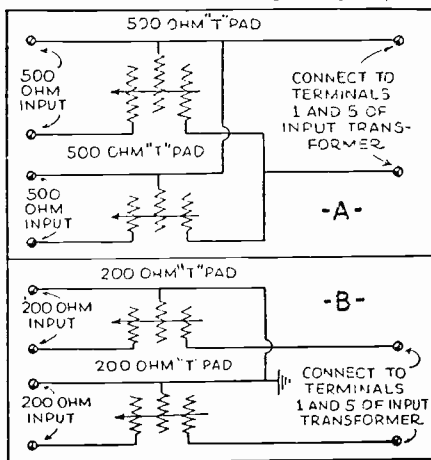 500 OHM "T" PAD
500
OHM
INPUT
CONNECT TO
TERMINALS
1 AND 5 OF
INPUT TRANS-
FORMER
500 OHM "T" PAD
500
OHM
INPUT
-A-
200 OHM "T" PAD
200 OHM
INPUT
-B-
200 OHM "T" PAD
200 OHM
INPUT
CONNECT TO
TERMINALS
1 AND 5 OF INPUT
TRANSFORMER